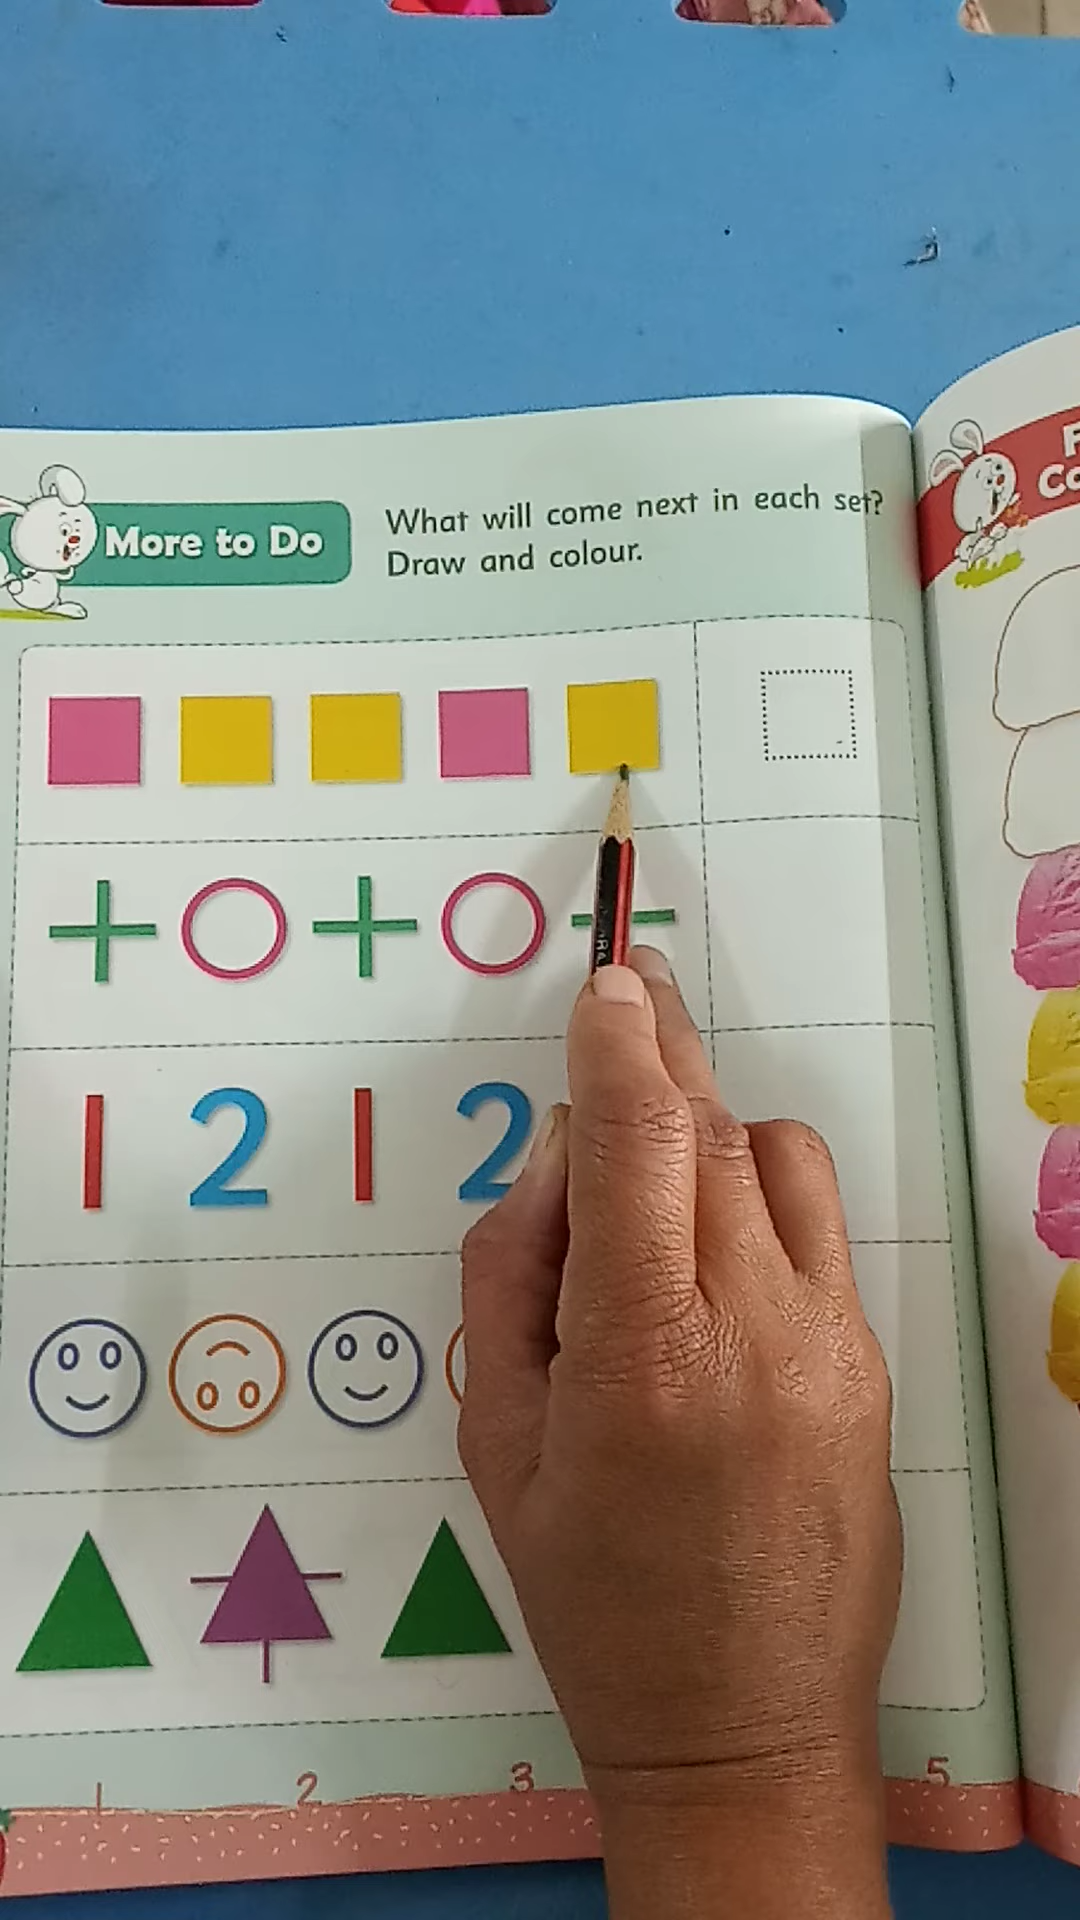 More to Do
What will come next in each set?
Draw and colour.
1 2 1 2
1 2 3 5